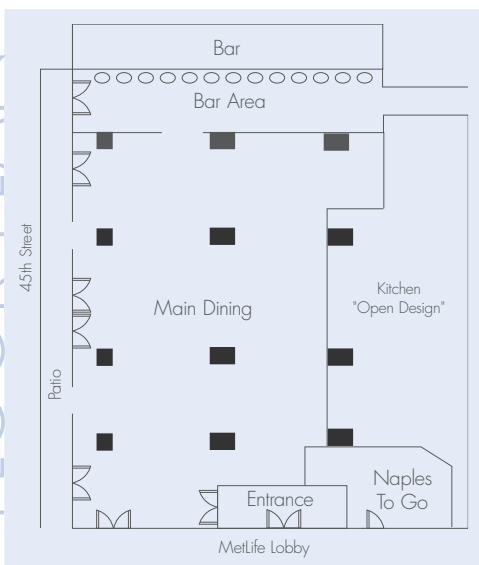 Bar
Bar Area
45th Street
Main Dining
Kitchen
"Open Design"
Patio
Naples
To Go
Entrance
MetLife Lobby